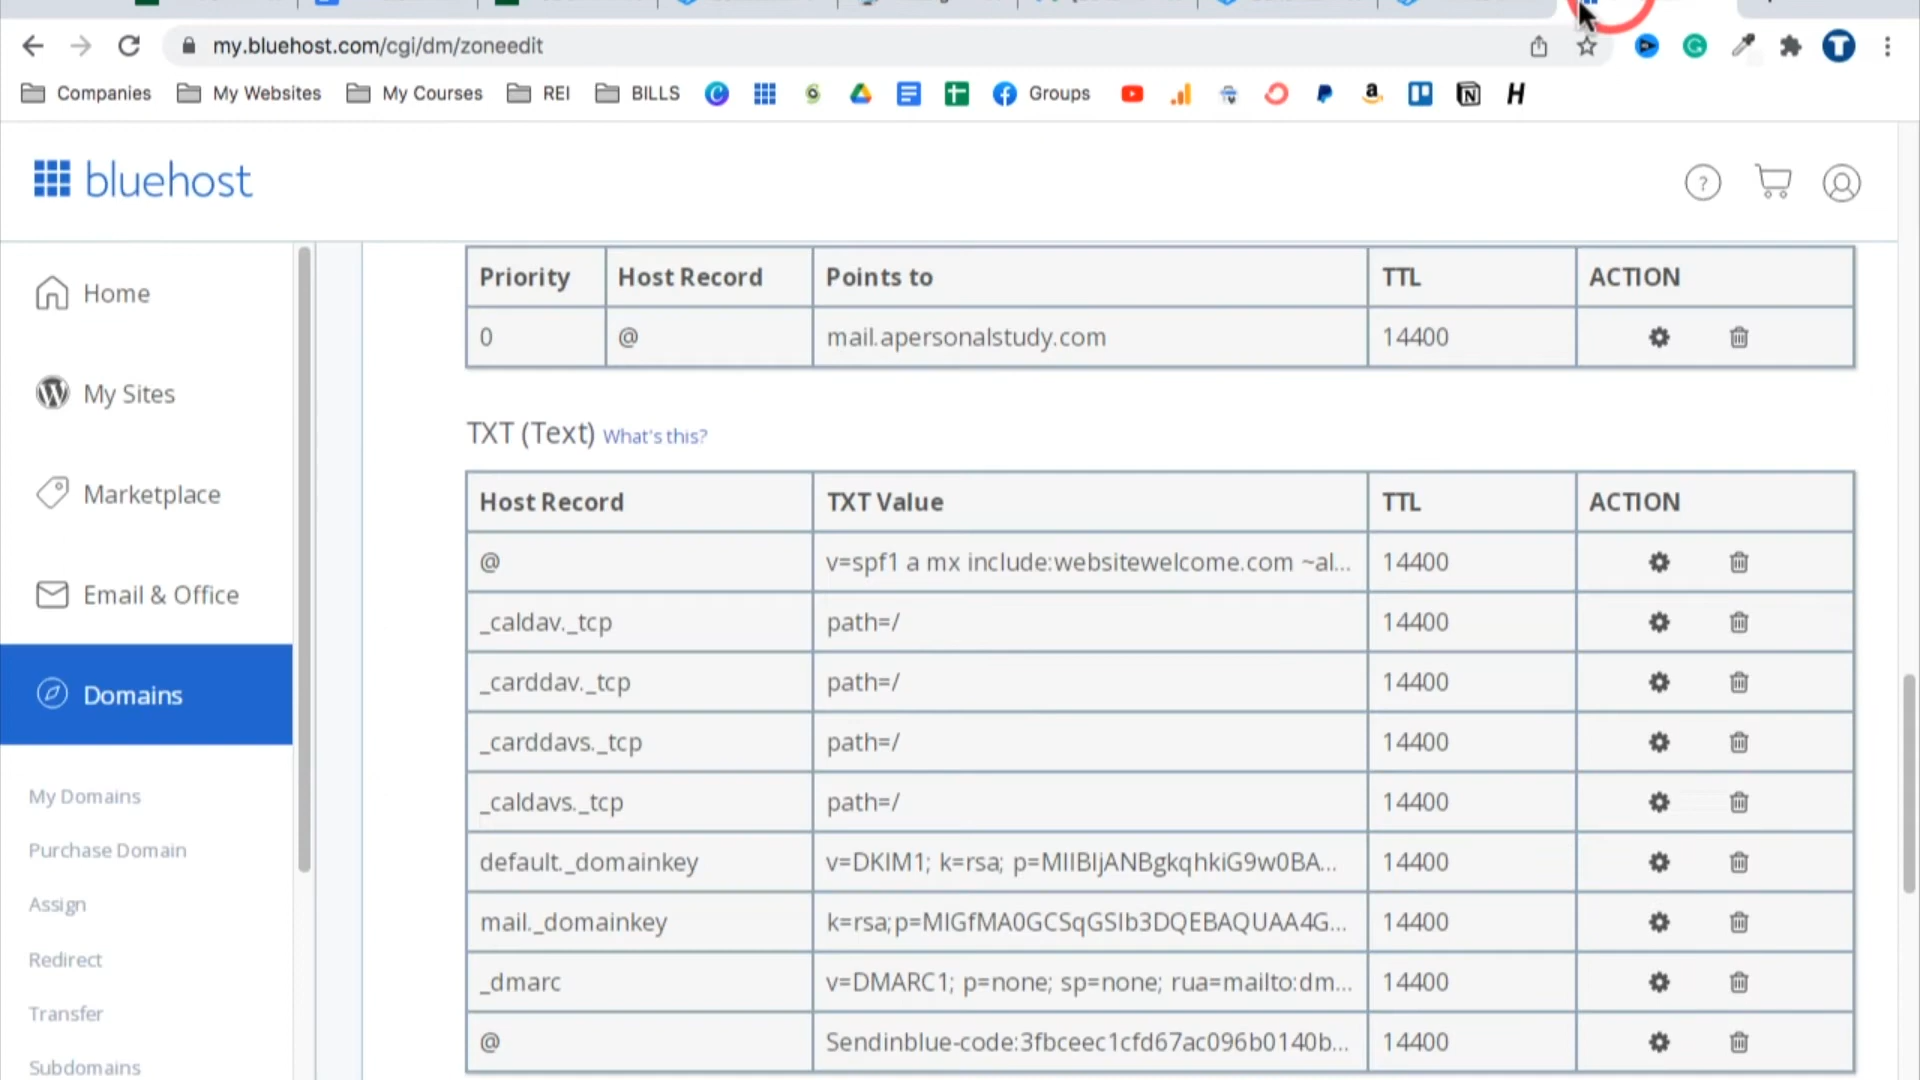 my.bluehost.com/cgi/dm/zoneedit
Companies My Websites My Courses REI BILLS Groups
bluehost
Home
My Sites
Marketplace
Email & Office
Domains
My Domains
Purchase Domain
Assign
Redirect
Transfer
Subdomains
Priority Host Record Points to TTL ACTION
0 @ mail.apersonalstudy.com 14400
TXT (Text) What's this?
Host Record TXT Value TTL ACTION
@ v=spf1 a mx include:websitewelcome.com ~al... 14400
_caldav._tcp path=/ 14400
_carddav._tcp path=/ 14400
_carddavs._tcp path=/ 14400
_caldavs._tcp path=/ 14400
default._domainkey v=DKIM1; k=rsa; p=MIIBIjANBgkqhkiG9w0BA... 14400
mail._domainkey k=rsa;p=MIGfMA0GCSqGSIb3DQEBAQUAA4G... 14400
_dmarc v=DMARC1; p=none; sp=none; rua=mailto:dm... 14400
@ Sendinblue-code:3fbceec1cfd67ac096b0140b... 14400